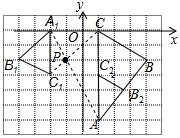 A₁ O C x
B₁ P C₂ B
C₁ B₂
A y